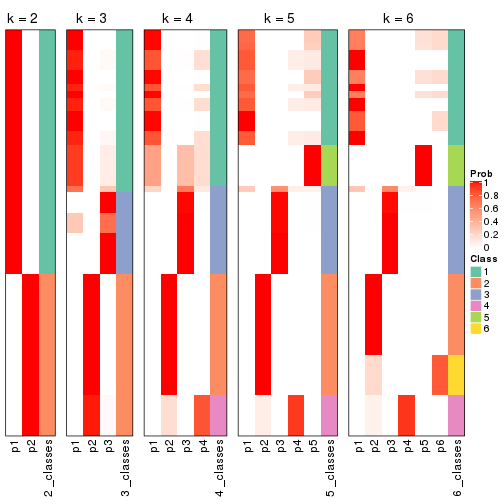 k = 2
k = 3
k = 4
k = 5
k = 6
p1
p2
2_classes
p1
p2
p3
3_classes
p1
p2
p3
p4
4_classes
p1
p2
p3
p4
p5
5_classes
p1
p2
p3
p4
p5
p6
6_classes
Prob
1
0.8
0.6
0.4
0.2
0
Class
1
2
3
4
5
6